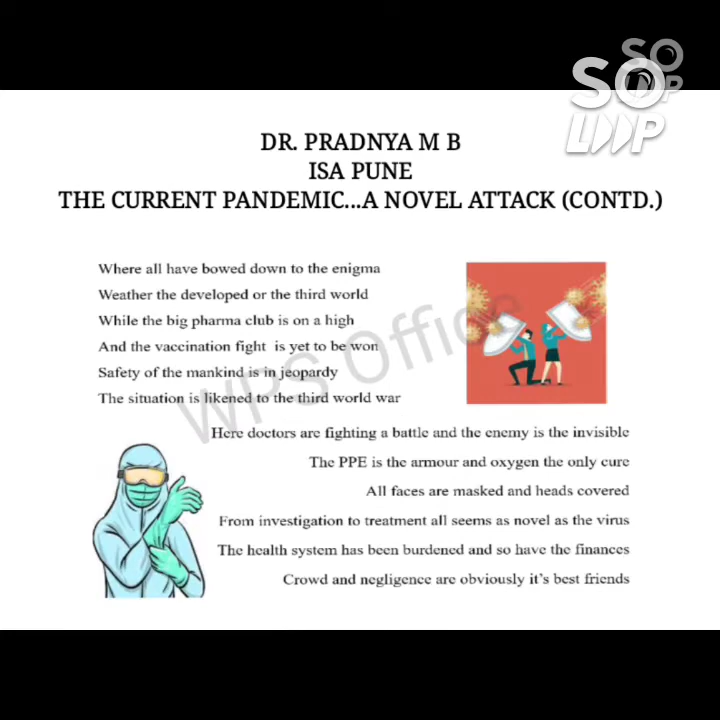 SO
LOOP
SO
LOOP
DR. PRADNYA M B
ISA PUNE
THE CURRENT PANDEMIC...A NOVEL ATTACK (CONTD.)
Where all have bowed down to the enigma
Weather the developed or the third world
While the big pharma club is on a high
And the vaccination fight is yet to be won
Safety of the mankind is in jeopardy
The situation is likened to the third world war
WPS Office
Here doctors are fighting a battle and the enemy is the invisible
The PPE is the armour and oxygen the only cure
All faces are masked and heads covered
From investigation to treatment all seems as novel as the virus
The health system has been burdened and so have the finances
Crowd and negligence are obviously it's best friends